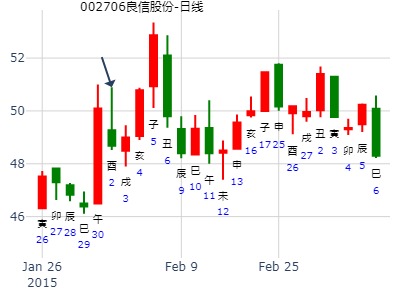 002706良信股份-日线
52
50
48
46
寅
26
卯
27
辰
28
巳
29
午
30
酉
2
戌
3
亥
4
子
5
丑
6
辰
9
巳
10
午
11
未
12
申
13
亥
16
子
17
申
25
酉
26
戌
27
丑
2
寅
3
卯
4
辰
5
巳
6
Jan 26
2015
Feb 9
Feb 25